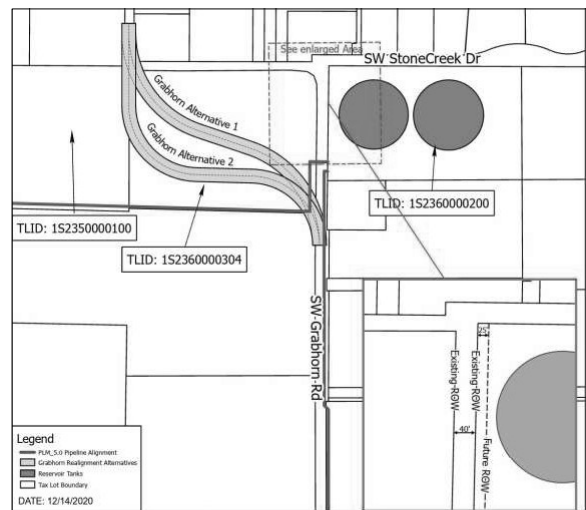 See enlarged Area
SW StoneCreek Dr
Grabhorn Alternative 1
Grabhorn Alternative 2
TLID: 1S2360000200
TLID: 1S2350000100
TLID: 1S2360000304
SW Grabhorn Rd
25'
Existing ROW
Existing ROW
40'
Future ROW
Legend
PLM_5.0 Pipeline Alignment
Grabhorn Realignment Alternatives
Reservoir Tanks
Tax Lot Boundary
DATE: 12/14/2020